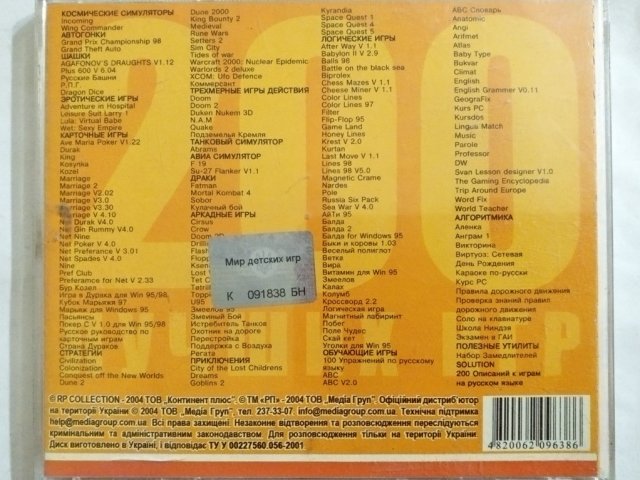 КОСМИЧЕСКИЕ СИМУЛЯТОРЫ
Incoming
Wing Commander
АВТОГОНКИ
Grand Prix Championship 98
Grand Theft Auto
ШАШКИ
AGAFONOV'S DRAUGHTS V1.12
Plus 600 V 6.04
Русские Башни
Р.П.Г.
Dragon Dice
ЭРОТИЧЕСКИЕ ИГРЫ
Adventure in Hospital
Leisure Suit Larry 1
Lula: Virtual Babe
Wet: Sexy Empire
КАРТОЧНЫЕ ИГРЫ
Ave Maria Poker V1.22
Durak
King
Kosynka
Kozel
Marriage
Marriage 2
Marriage V2.02
Marriage V3.0
Marriage V3.30
Marriage V 4.10
Net Durak V4.0
Net Gin Rummy V4.0
Net Nine
Net Poker V 4.0
Net Preferance V 3.01
Net Spades V 4.0
Nine
Pref Club
Preferance for Net V 2.33
Бур Козел
Игра в Дурака для Win 95/98
Кубок Марьяжа 97
Марьяж для Windows 95
Пасьянсы
Покер С V 1.0 для Win 95/98
Русское руководство по
карточным играм
Страна Дураков
СТРАТЕГИИ
Civilization
Colonization
Conquest off the New Worlds
Dune 2
Dune 2000
King Bounty 2
Medieval
Rune Wars
Setters 2
Sim City
Tides of war
Warcraft 2000: Nuclear Epidemic
Warlords 2 deluxe
XCOM: Ufo Defence
Коммерсант
ТРЕХМЕРНЫЕ ИГРЫ ДЕЙСТВИЯ
Doom
Doom 2
Duken Nukem 3D
N.A.M
Quake
Подземелья Кремля
ТАНКОВЫЙ СИМУЛЯТОР
Abrams
АВИА СИМУЛЯТОР
F 19
Su-27 Flanker V1.1
ДРАКИ
Fatman
Mortal Kombat 4
Sobor
Кулачный бой
АРКАДНЫЕ ИГРЫ
Cirsus
Crow
Змеиный Бой
Истребитель Танков
Охотник на дороге
Перестройка
Поддержка с Воздуха
Регата
ПРИКЛЮЧЕНИЯ
City of the Lost Childrens
Dreams
Goblins 2
Kyrandia
Space Quest 1
Space Quest 4
Space Quest 5
ЛОГИЧЕСКИЕ ИГРЫ
After Way V 1.1
Babylon II V 2.9
Balls 98
Battle on the black sea
Biprolex
Chess Mazes V 1.1
Cheese Miner V 1.1
Color Lines
Color Lines 97
Filter
Flip-Flop 95
Game Land
Honey Lines
Krest V 2.0
Kurtan
Last Move V 1.1
Lines 98
Lines 98 V5.0
Magnetic Crame
Nardes
Pole
Russia Six Pack
Sea War V 4.0
АйТи 95
Балда
Балда 2
Балда for Windows 95
Быки и коровы 1.03
Веселый полиглот
Ветка
Вира
Витамин для Win 95
Змеелов
Калах
Колумб
Кроссворд 2.2
Логическая игра
Магнитный лабиринт
Побег
Поле Чудес
Скай кет
Уголки для Win 95
ОБУЧАЮЩИЕ ИГРЫ
100 Упражнений по русскому
языку
ABC
ABC V2.0
АВС Словарь
Anatomic
Angi
Arifmet
Atlas
Baby Type
Bukvar
Climat
English
English Grammer V0.11
GeograFix
Kurs PC
Kursdos
Lingua Match
Music
Parole
Professor
DW
Svan Lesson designer V1.0
The Gaming Encyclopedia
Trip Around Europe
Word Fix
World Teacher
АЛГОРИТМИКА
Аленка
Анграм 1
Викторина
Виртуоз: Сетевая
День Рождения
Караоке по-русски
Курс РС
Правила дорожного движения
Проверка знаний правил
дорожного движения
Соло на клавиатуре
Школа Ниндзя
Экзамен в ГАИ
ПОЛЕЗНЫЕ УТИЛИТЫ
Набор Замедлителей
SOLUTION
200 Описаний к играм
на русском языке
Мир детских игр
К 091838 БН
© RP COLLECTION - 2004 ТОВ „Континент плюс": © ТМ «РП» - 2004 ТОВ „Медіа Груп". Офіційний дистриб'ютор
на території України © 2004 ТОВ „Медіа Груп", тел. 237-33-07. info@mediagroup.com.ua. Технічна підтримка
help@mediagroup.com.ua. Всі права захищені. Незаконне відтворення та розповсюдження переслідуються
кримінальним та адміністративним законодавством. Для розповсюдження тільки на території України.
Диск виготовлено в Україні, і відповідає ТУ У 00227560.056-2001.
4820062096386
200